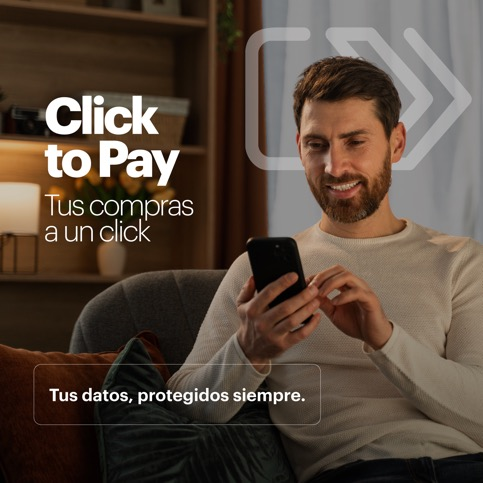 Click
to Pay
Tus compras
a un click
Tus datos, protegidos siempre.